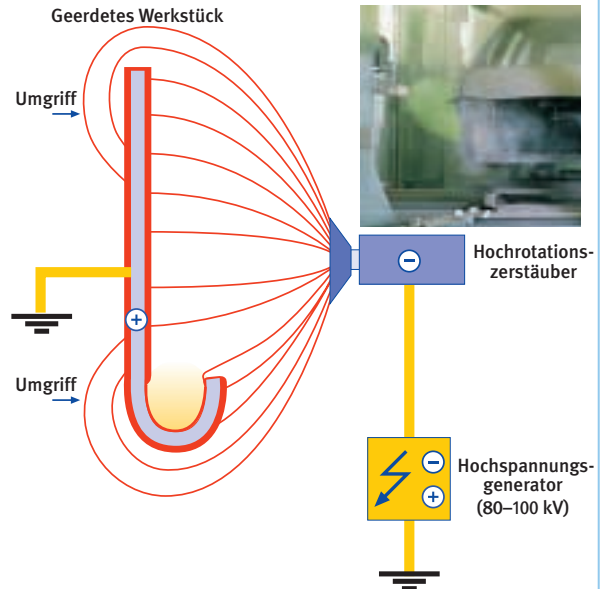 Geerdetes Werkstück
Umgriff
Hochrotations-
zerstäuber
Umgriff
Hochspannungs-
generator
(80–100 kV)